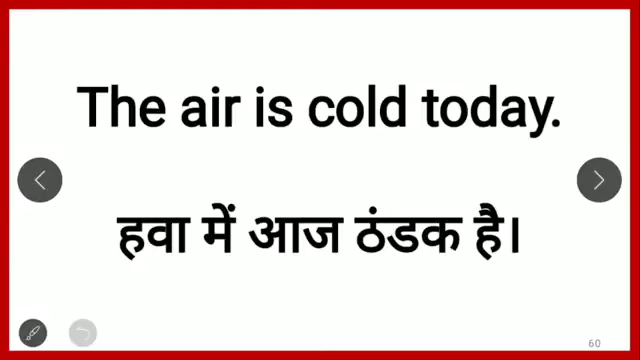 The air is cold today.
हवा में आज ठंडक है।
60